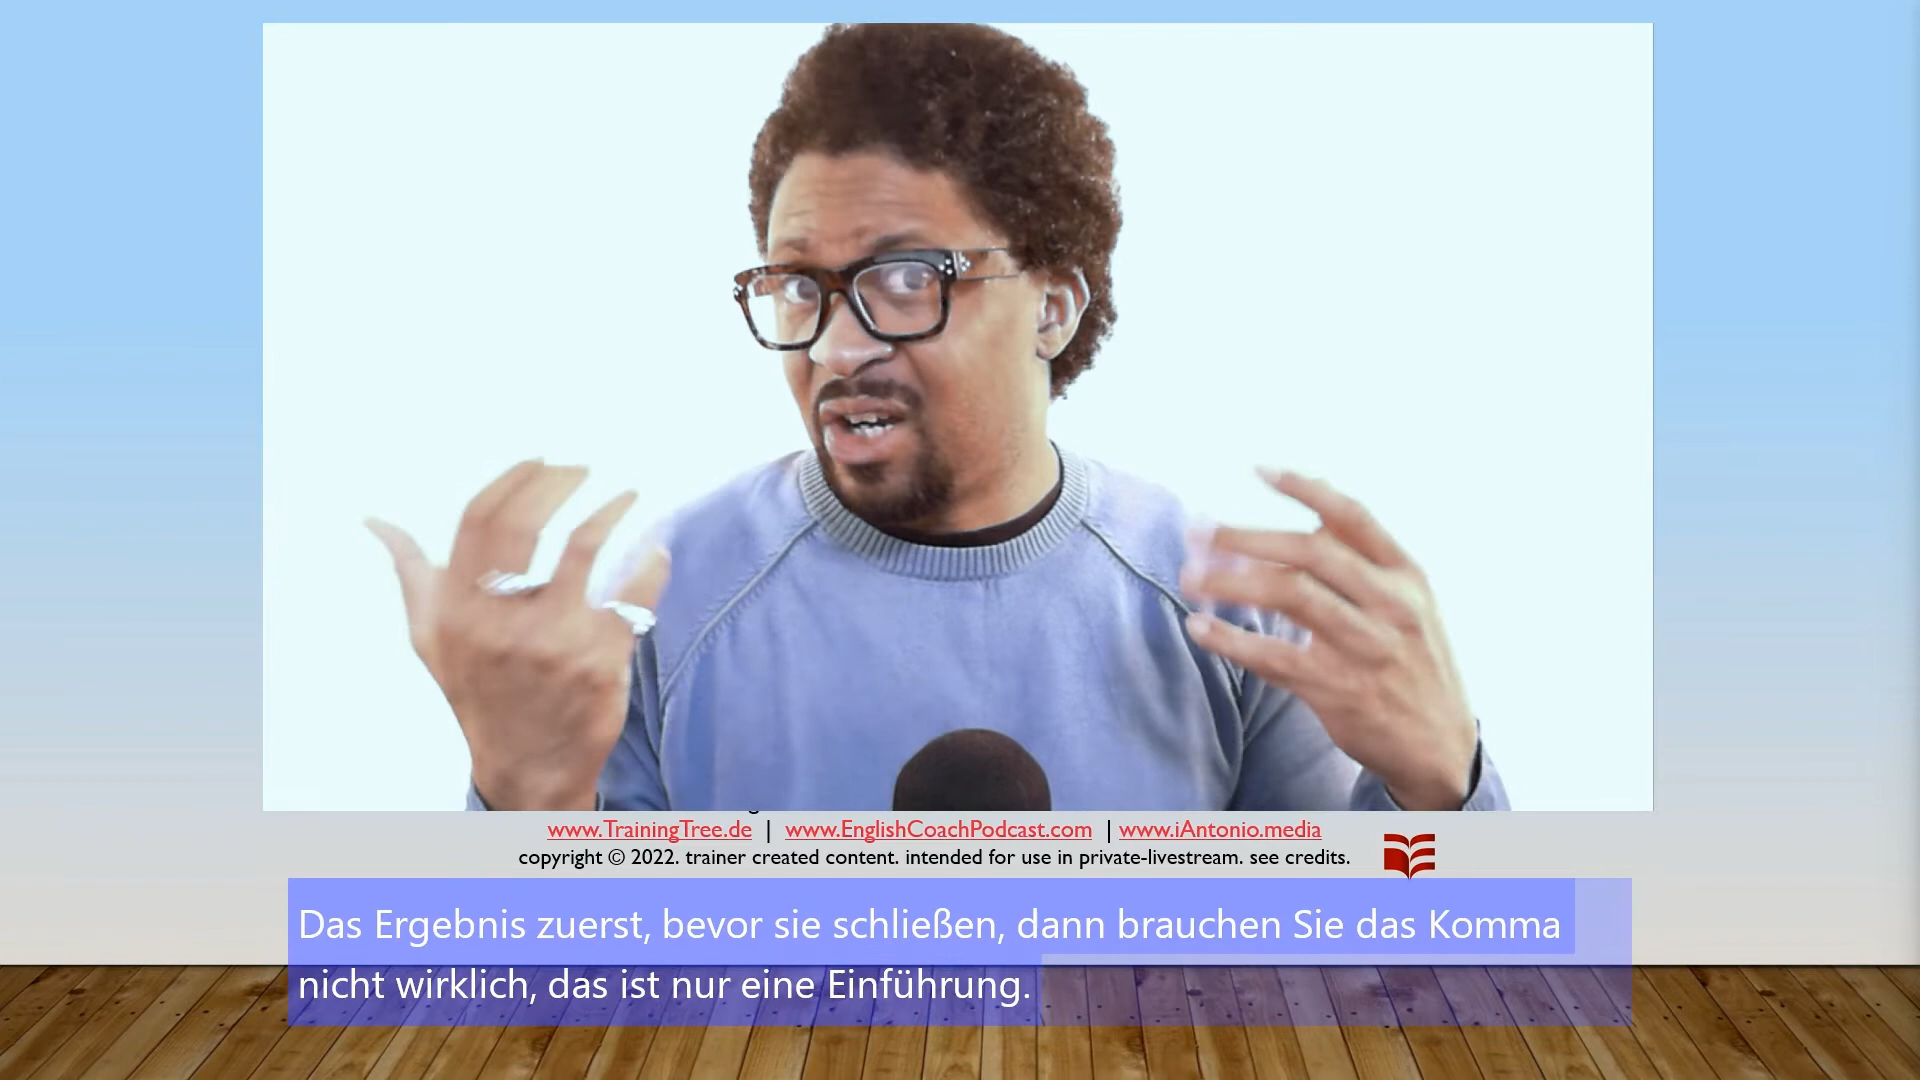 www.TrainingTree.de | www.EnglishCoachPodcast.com | www.iAntonio.media
copyright © 2022. trainer created content. intended for use in private-livestream. see credits.
Das Ergebnis zuerst, bevor sie schließen, dann brauchen Sie das Komma
nicht wirklich, das ist nur eine Einführung.